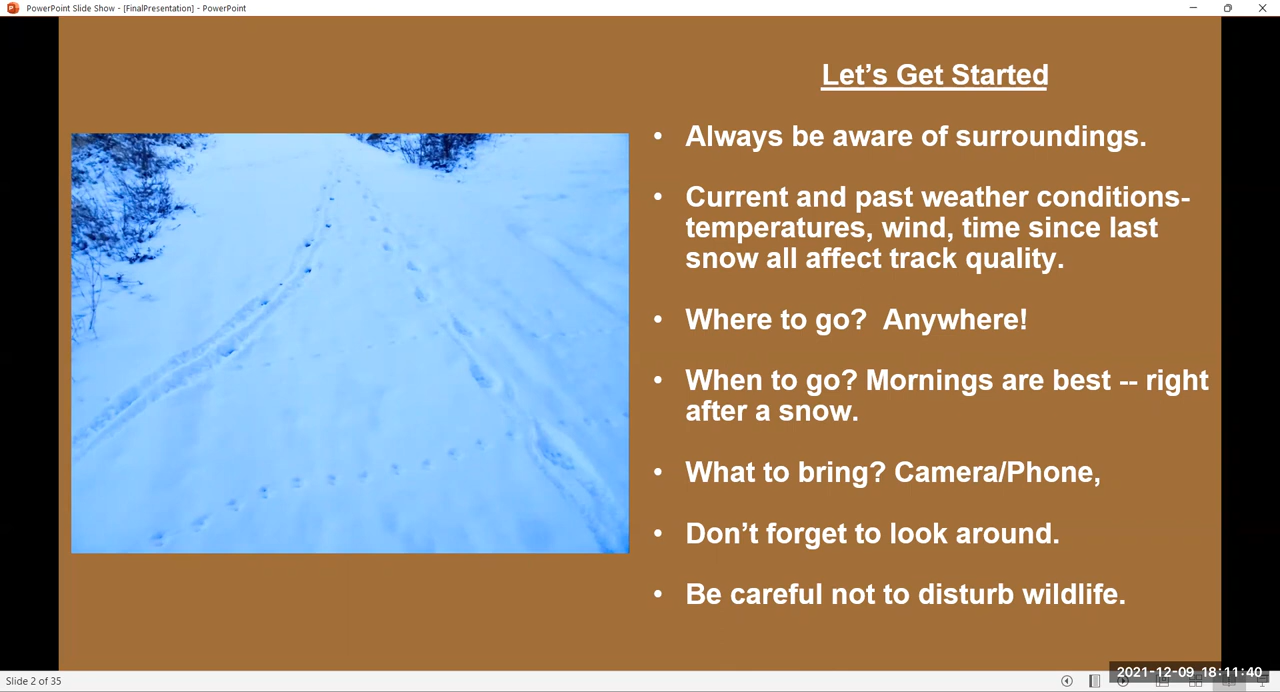 PowerPoint Slide Show - [FinalPresentation] - PowerPoint
Let’s Get Started
• Always be aware of surroundings.
• Current and past weather conditions-
temperatures, wind, time since last
snow all affect track quality.
• Where to go?  Anywhere!
• When to go? Mornings are best -- right
after a snow.
• What to bring? Camera/Phone,
• Don’t forget to look around.
• Be careful not to disturb wildlife.
Slide 2 of 35
2021-12-09 18:11:40